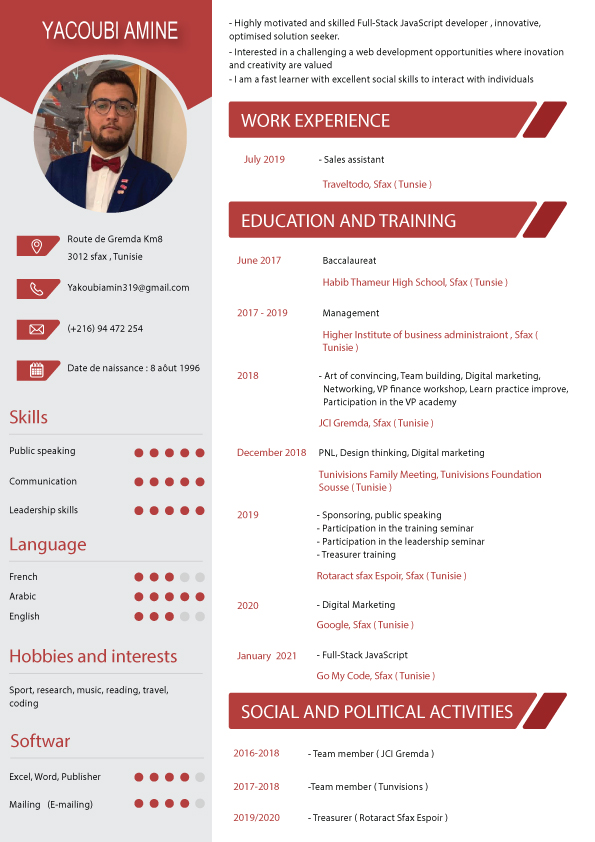 YACOUBI AMINE
Route de Gremda Km8
3012 sfax , Tunisie
Yakoubiamin319@gmail.com
(+216) 94 472 254
Date de naissance : 8 aôut 1996
Skills
Public speaking
Communication
Leadership skills
Language
French
Arabic
English
Hobbies and interests
Sport, research, music, reading, travel,
coding
Softwar
Excel, Word, Publisher
Mailing (E-mailing)
- Highly motivated and skilled Full-Stack JavaScript developer , innovative,
optimised solution seeker.
- Interested in a challenging a web development opportunities where inovation
and creativity are valued
- I am a fast learner with excellent social skills to interact with individuals
WORK EXPERIENCE
July 2019 - Sales assistant
Traveltodo, Sfax ( Tunsie )
EDUCATION AND TRAINING
June 2017 Baccalaureat
Habib Thameur High School, Sfax ( Tunsie )
2017 - 2019 Management
Higher Institute of business administraiont , Sfax (
Tunisie )
2018 - Art of convincing, Team building, Digital marketing,
Networking, VP finance workshop, Learn practice improve,
Participation in the VP academy
JCI Gremda, Sfax ( Tunisie )
December 2018 PNL, Design thinking, Digital marketing
Tunivisions Family Meeting, Tunivisions Foundation
Sousse ( Tunisie )
2019 - Sponsoring, public speaking
- Participation in the training seminar
- Participation in the leadership seminar
- Treasurer training
Rotaract sfax Espoir, Sfax ( Tunisie )
2020 - Digital Marketing
Google, Sfax ( Tunisie )
January 2021 - Full-Stack JavaScript
Go My Code, Sfax ( Tunisie )
SOCIAL AND POLITICAL ACTIVITIES
2016-2018 - Team member ( JCI Gremda )
2017-2018 -Team member ( Tunvisions )
2019/2020 - Treasurer ( Rotaract Sfax Espoir )